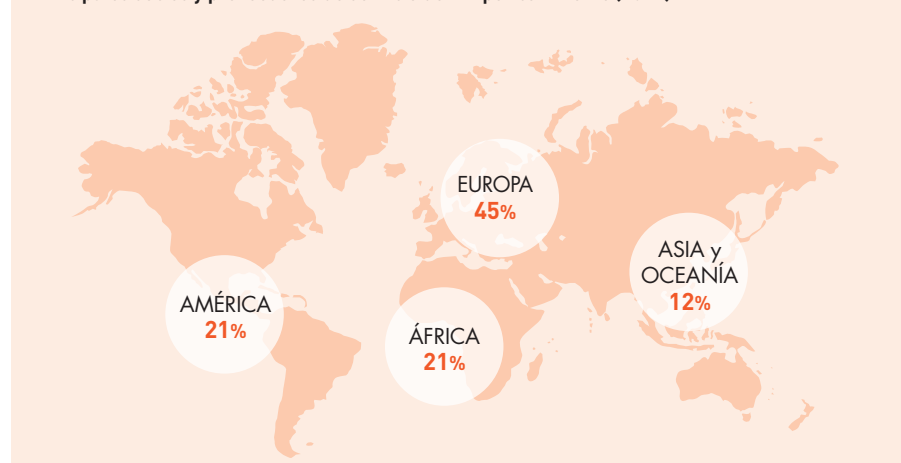 EUROPA
45%
ASIA y
OCEANÍA
12%
AMÉRICA
21%
ÁFRICA
21%